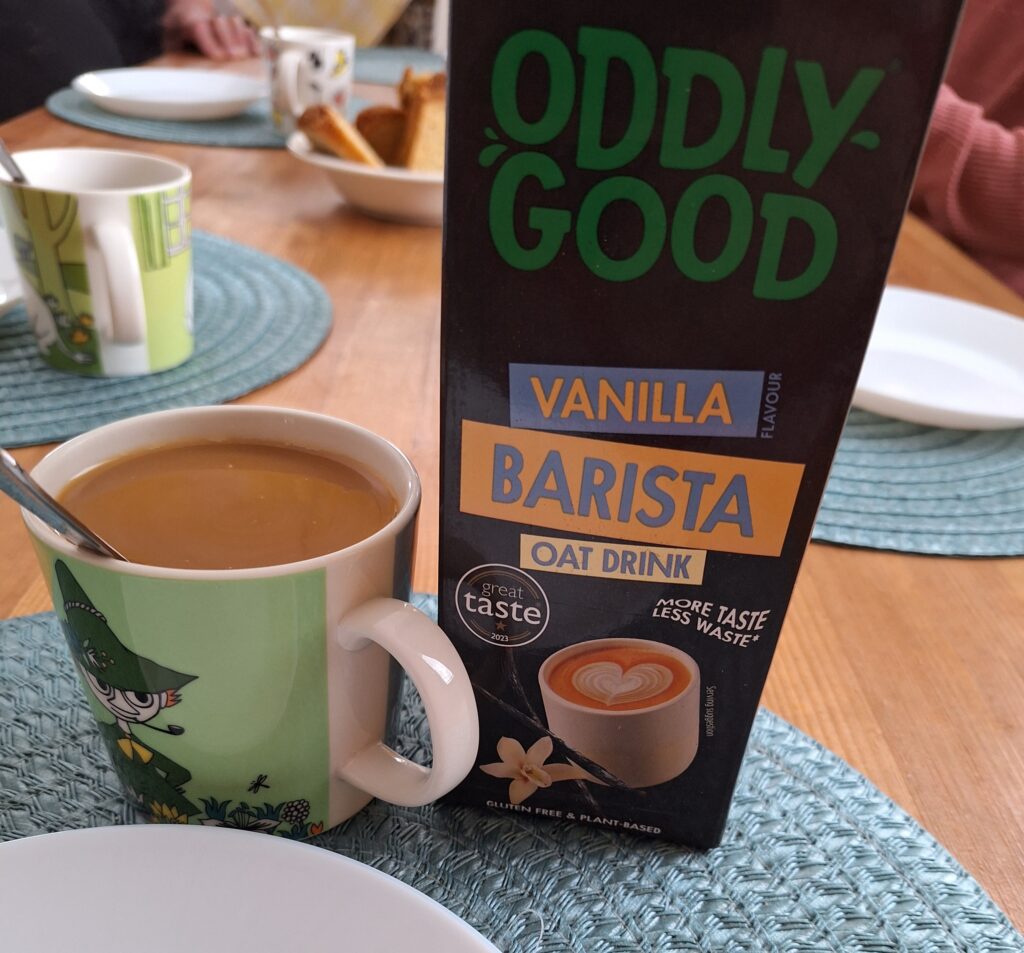 ODDLY
GOOD
VANILLA
FLAVOUR
BARISTA
OAT DRINK
great
taste
2023
MORE TASTE
LESS WASTE*
Serving suggestion
GLUTEN FREE & PLANT-BASED